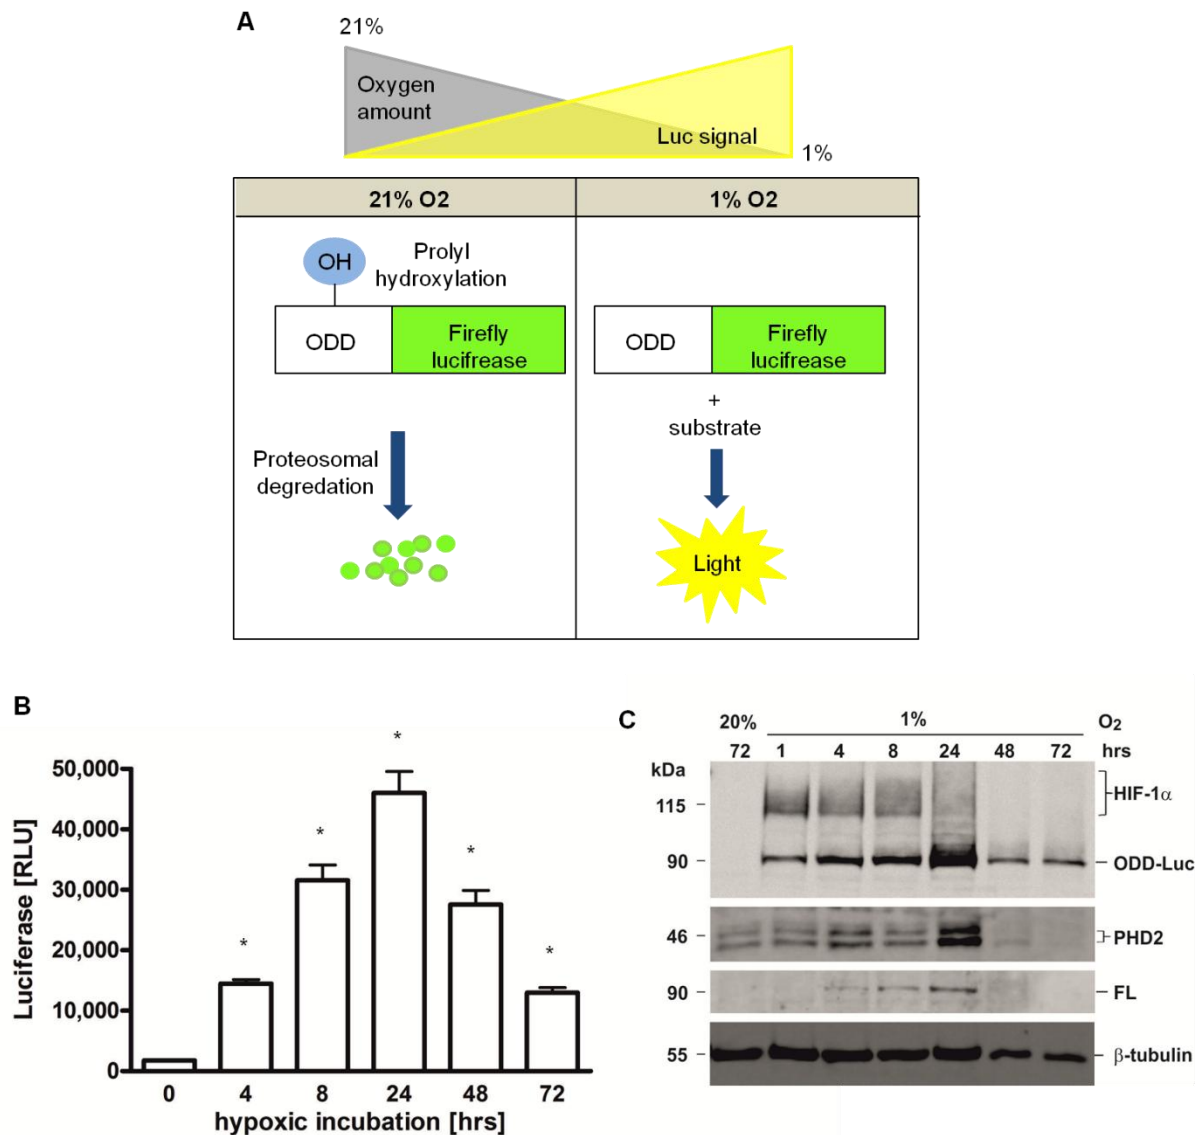 A
21%
Oxygen
amount
Luc signal
1%
21% O2
1% O2
OH
Prolyl
hydroxylation
ODD
Firefly
lucifrease
ODD
Firefly
lucifrease
+
substrate
Proteosomal
degredation
Light
B
*
*
*
*
*
50,000
40,000
30,000
20,000
10,000
0
Luciferase [RLU]
0 4 8 24 48 72
hypoxic incubation [hrs]
C
20% 1% O2
72 1 4 8 24 48 72 hrs
kDa
115 HIF-1α
90 ODD-Luc
46 PHD2
90 FL
55 β-tubulin